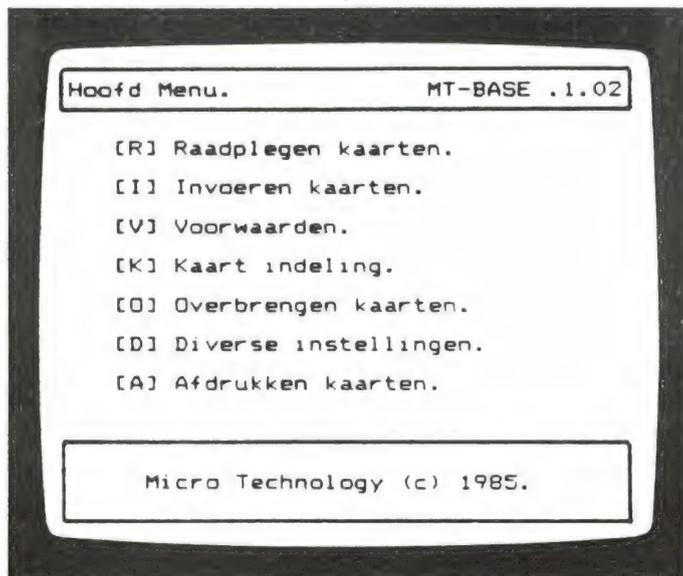 Hoofd Menu. MT-BASE .1.02
[R] Raadplegen kaarten.
[I] Invoeren kaarten.
[V] Voorwaarden.
[K] Kaart indeling.
[O] Overbrengen kaarten.
[D] Diverse instellingen.
[A] Afdrukken kaarten.
Micro Technology (c) 1985.